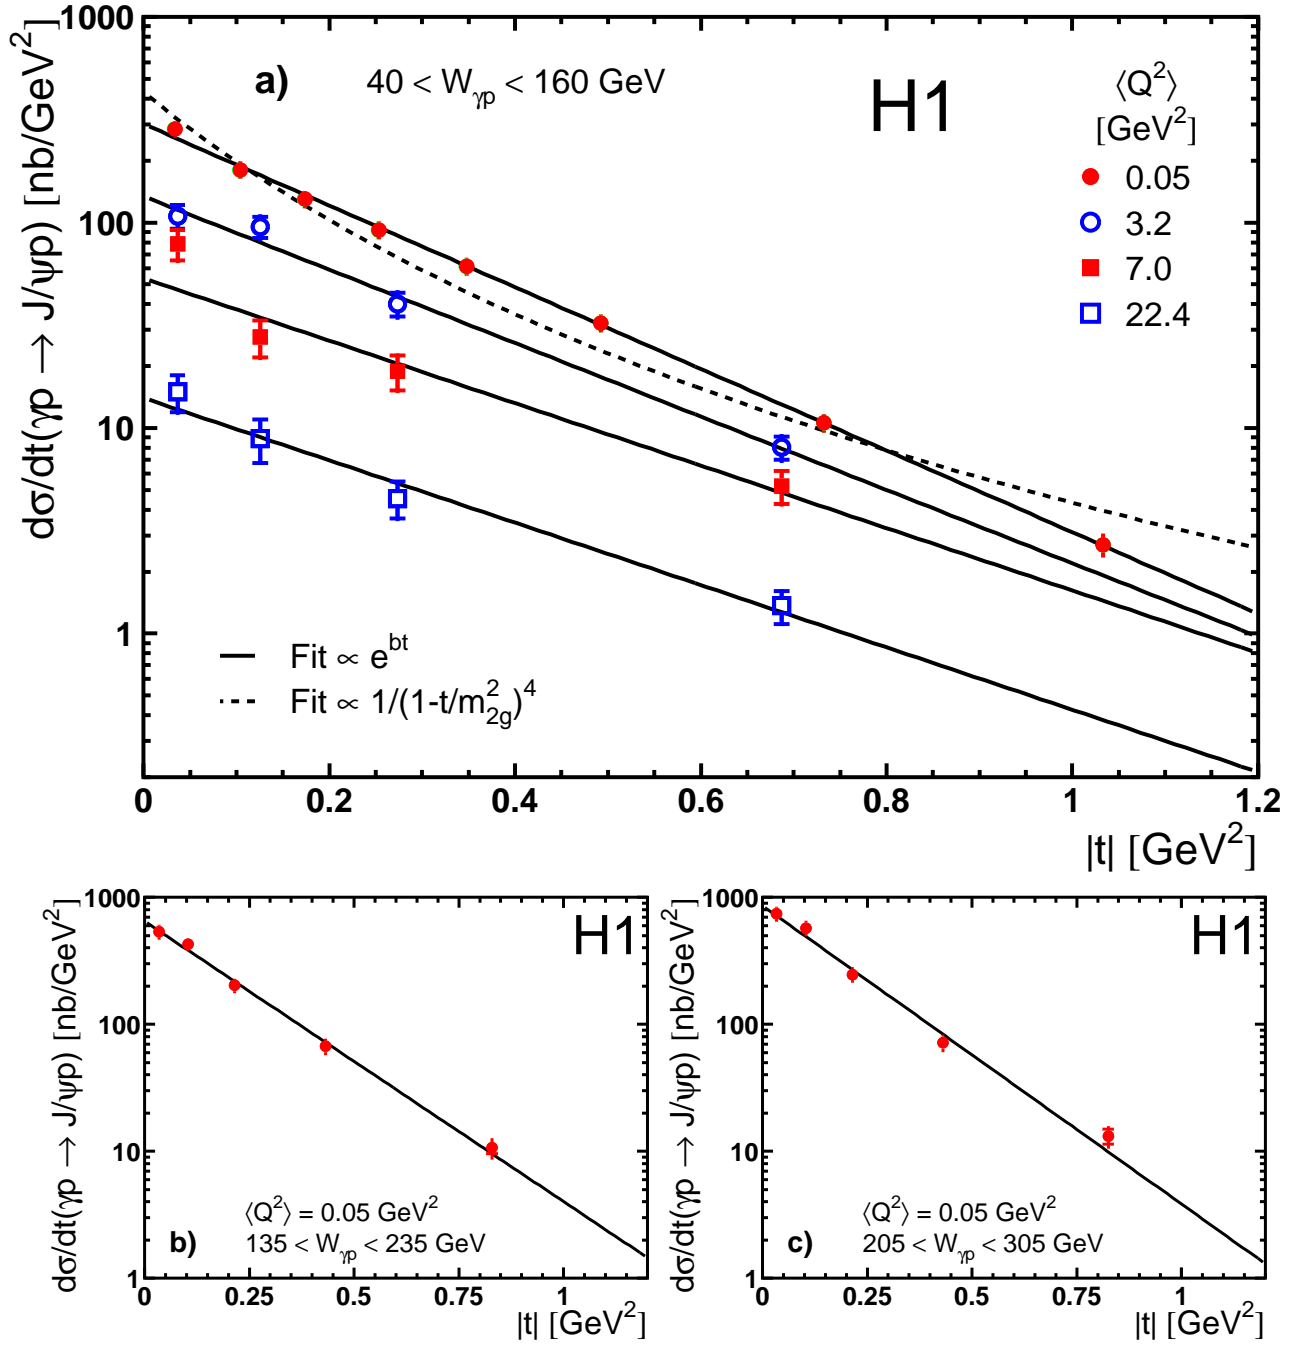 dσ/dt(γp → J/ψp) [nb/GeV²]
1000
100
10
1
a) 40 < W_γp < 160 GeV
H1
⟨Q²⟩
[GeV²]
0.05
3.2
7.0
22.4
Fit ∝ e^bt
Fit ∝ 1/(1-t/m²_2g)⁴
0 0.2 0.4 0.6 0.8 1 1.2
|t| [GeV²]
dσ/dt(γp → J/ψp) [nb/GeV²]
1000
100
10
1
H1
⟨Q²⟩ = 0.05 GeV²
b) 135 < W_γp < 235 GeV
0 0.25 0.5 0.75 1
|t| [GeV²]
dσ/dt(γp → J/ψp) [nb/GeV²]
1000
100
10
1
H1
⟨Q²⟩ = 0.05 GeV²
c) 205 < W_γp < 305 GeV
0 0.25 0.5 0.75 1
|t| [GeV²]